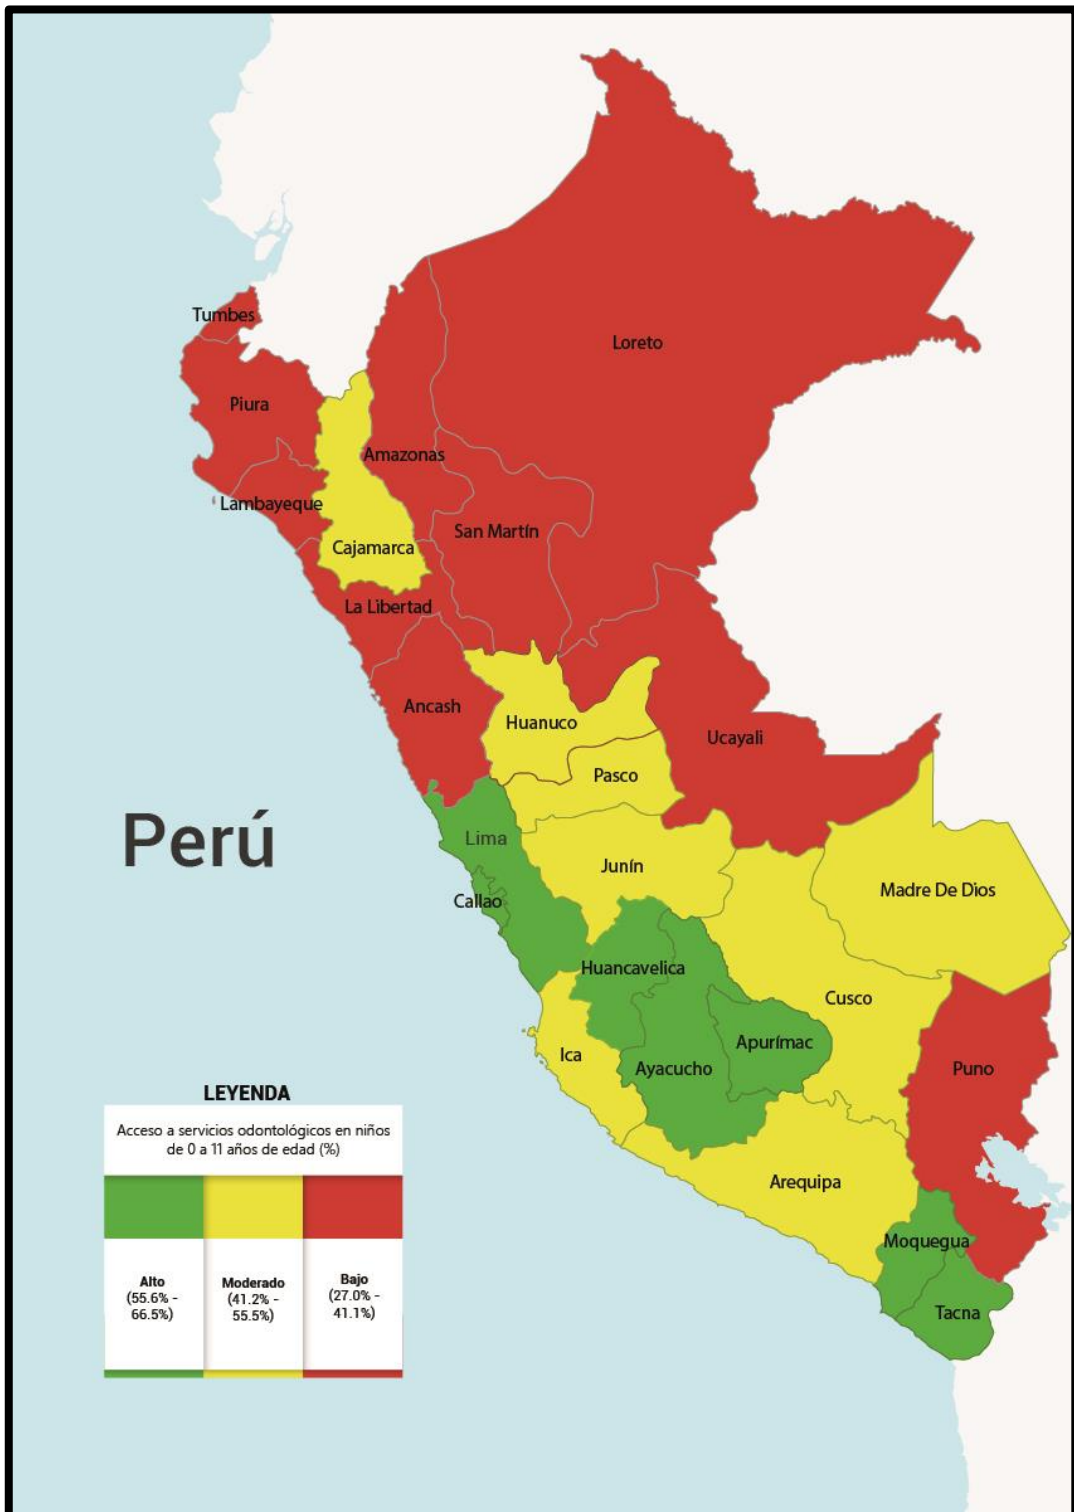 Tumbes
Loreto
Piura
Amazonas
Lambayeque
San Martín
Cajamarca
La Libertad
Ancash
Huanuco
Ucayali
Pasco
Perú
Lima
Junín
Madre De Dios
Callao
Huancavelica
Cusco
Apurímac
Ica
Ayacucho
Puno
Arequipa
Moquegua
Tacna
LEYENDA
Acceso a servicios odontológicos en niños
de 0 a 11 años de edad (%)
Alto
(55.6% -
66.5%)
Moderado
(41.2% -
55.5%)
Bajo
(27.0% -
41.1%)